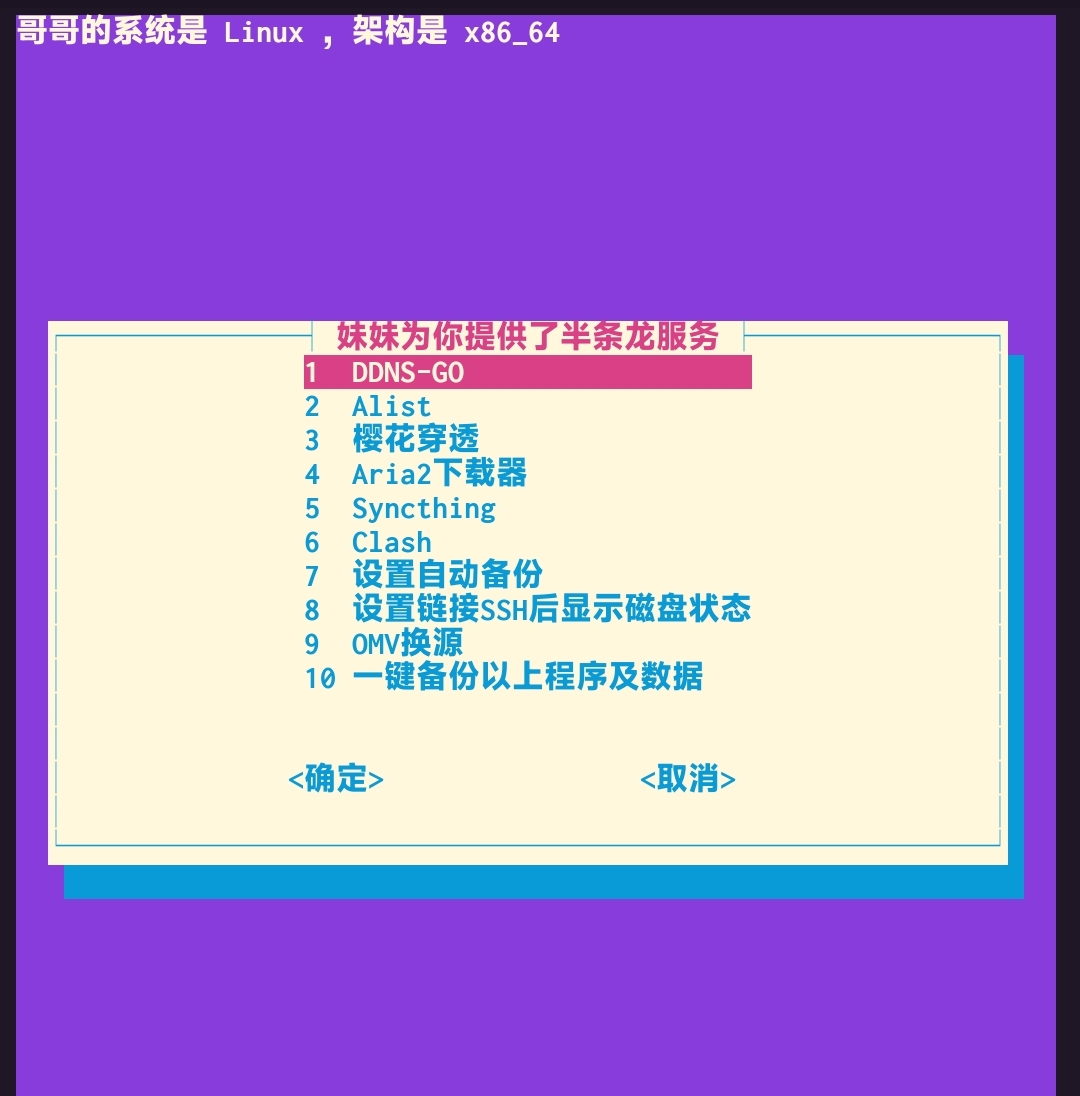 哥哥的系统是 Linux , 架构是 x86_64
妹妹为你提供了半条龙服务
1 DDNS-GO
2 Alist
3 樱花穿透
4 Aria2下载器
5 Syncthing
6 Clash
7 设置自动备份
8 设置链接SSH后显示磁盘状态
9 OMV换源
10 一键备份以上程序及数据
<确定> <取消>